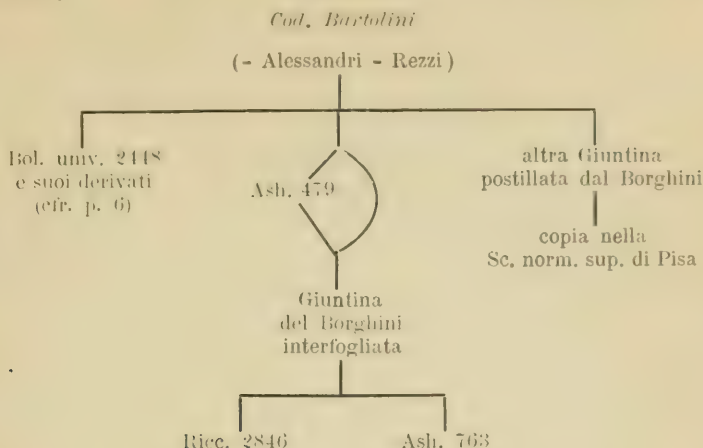 Cod. Bartolini
(- Alessandri - Rezzi)
Bol. univ. 2448
e suoi derivati
(cfr. p. 6)
Ash. 479
altra Giuntina
postillata dal Borghini
copia nella
Sc. norm. sup. di Pisa
Giuntina
del Borghini
interfogliata
Ricc. 2846
Ash. 763